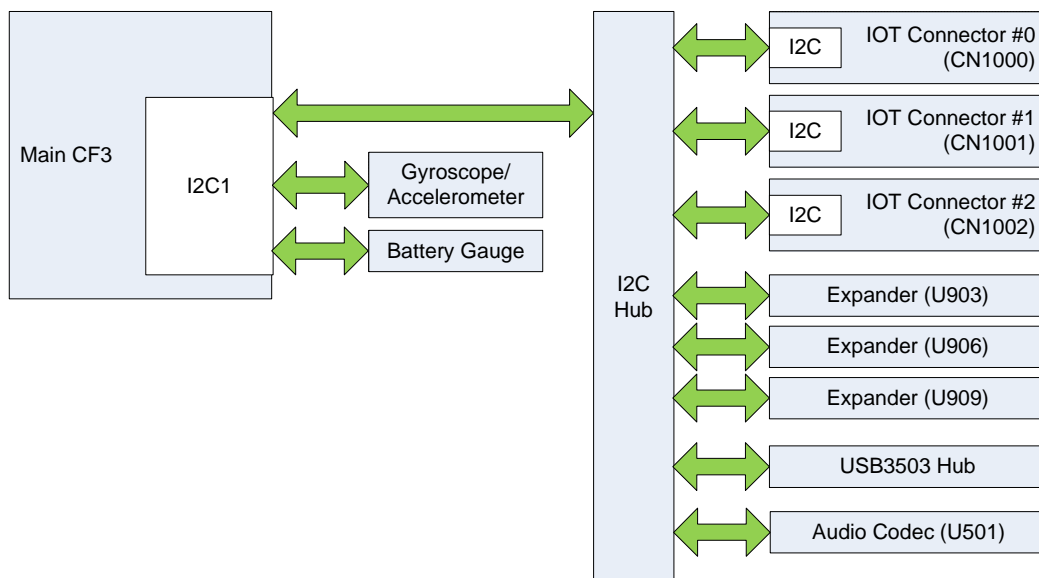 Main CF3
I2C1
Gyroscope/
Accelerometer
Battery Gauge
I2C
Hub
I2C
IOT Connector #0
(CN1000)
I2C
IOT Connector #1
(CN1001)
I2C
IOT Connector #2
(CN1002)
Expander (U903)
Expander (U906)
Expander (U909)
USB3503 Hub
Audio Codec (U501)